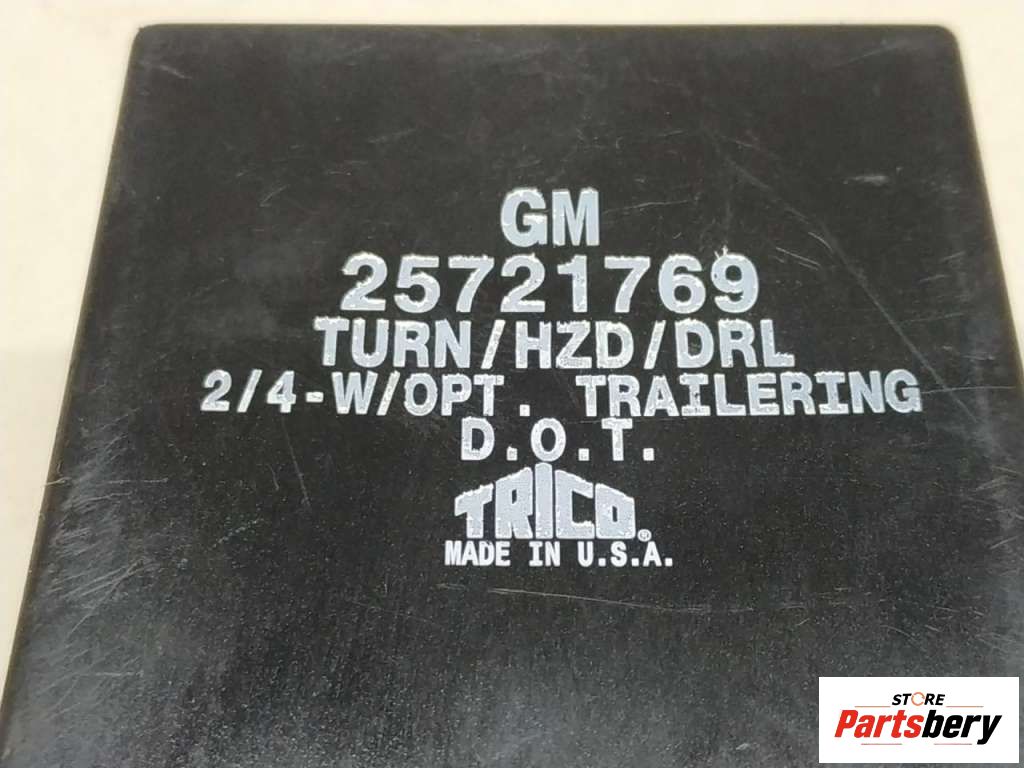 GM
25721769
TURN/HZD/DRL
2/4-W/OPT. TRAILERING
D.O.T.
TRICO®
MADE IN U.S.A.
STORE
Partsbery